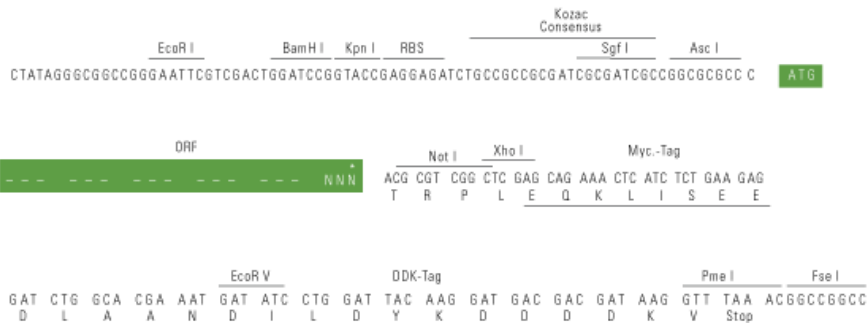 Kozac
Consensus
EcoR I BamH I Kpn I RBS Sgf I Asc I
CTATAGGGCGGCCGGGAATTCGTCGACTGGATCCGGTACCGAGGAGATCTGCCGCCGCGATCGCGATCGCCGGCGCGCC C ATG
ORF
Not I Xho I Myc.-Tag
--- --- --- --- --- NNN* ACG CGT CGG CTC GAG CAG AAA CTC ATC TCT GAA GAG
T R P L E Q K L I S E E
EcoR V DDK-Tag Pme I Fse I
GAT CTG GCA CGA AAT GAT ATC CTG GAT TAC AAG GAT GAC GAC GAT AAG GTT TAA ACGGCCGGCC
D L A A N D I L D Y K D D D D K V Stop